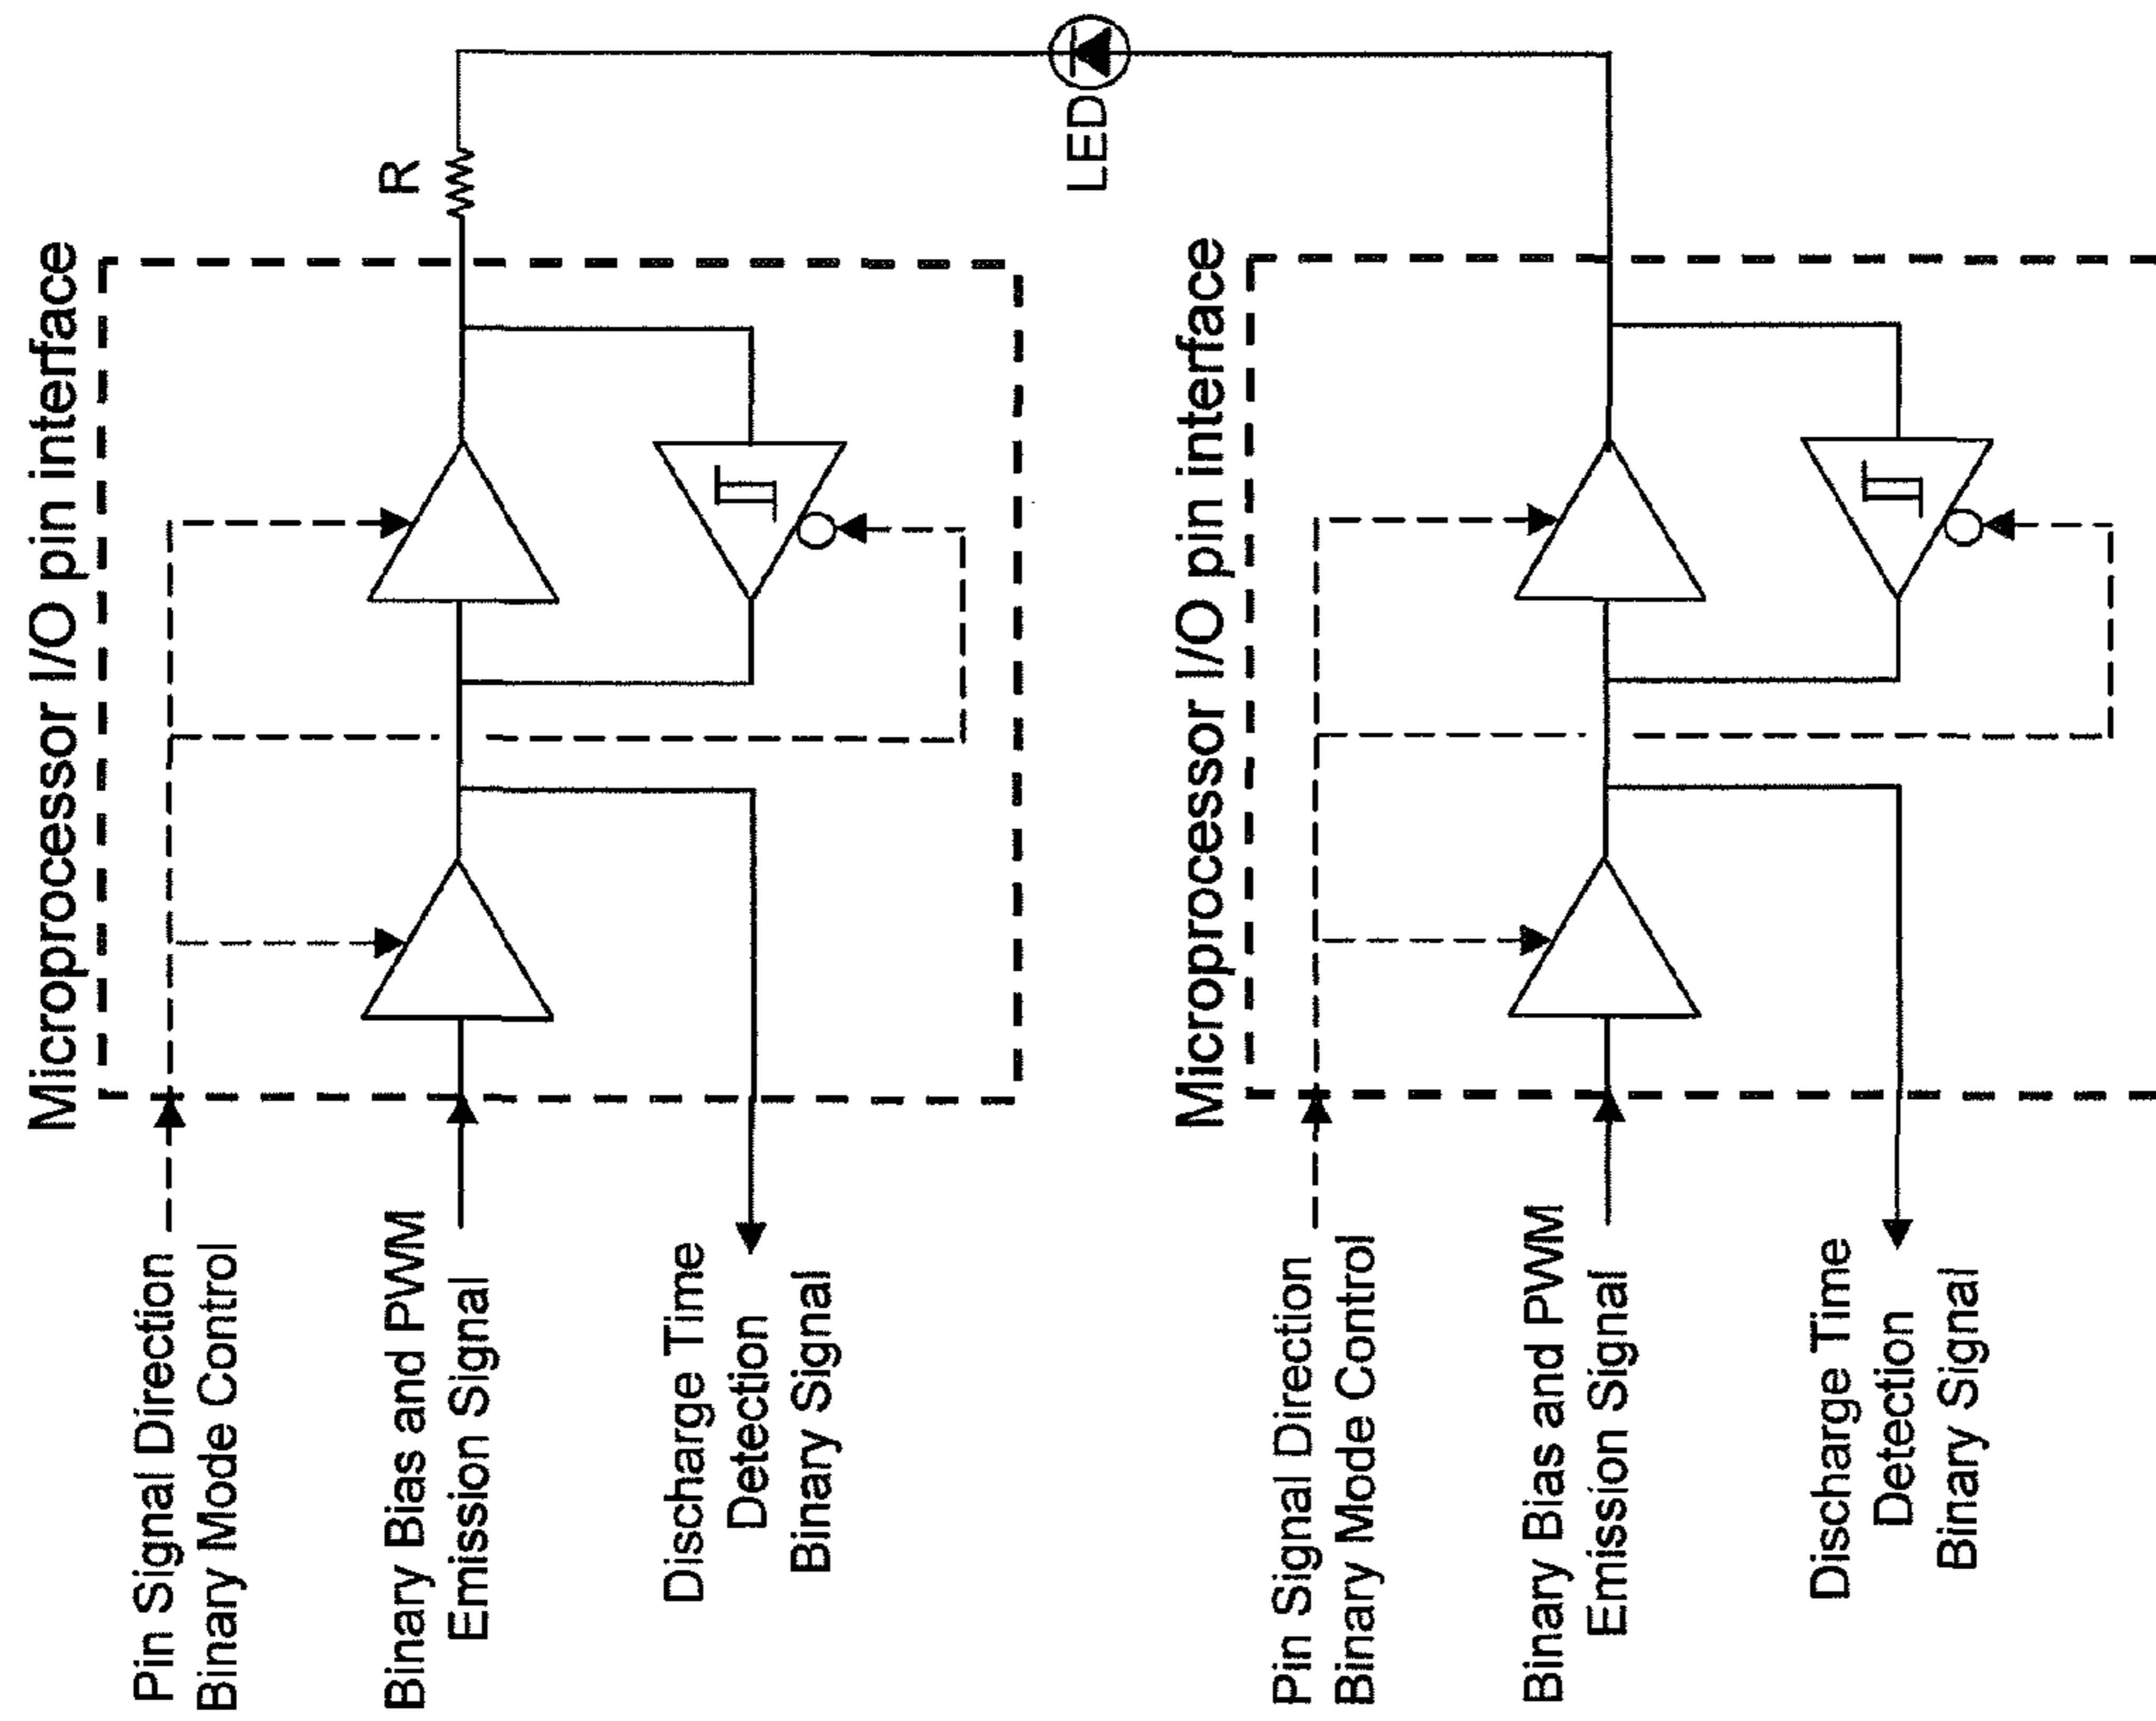 Microprocessor I/O pin interface
Pin Signal Direction
Binary Mode Control
Binary Bias and PWM
Emission Signal
Discharge Time
Detection
Binary Signal
R
LED
Microprocessor I/O pin interface
Pin Signal Direction
Binary Mode Control
Binary Bias and PWM
Emission Signal
Discharge Time
Detection
Binary Signal